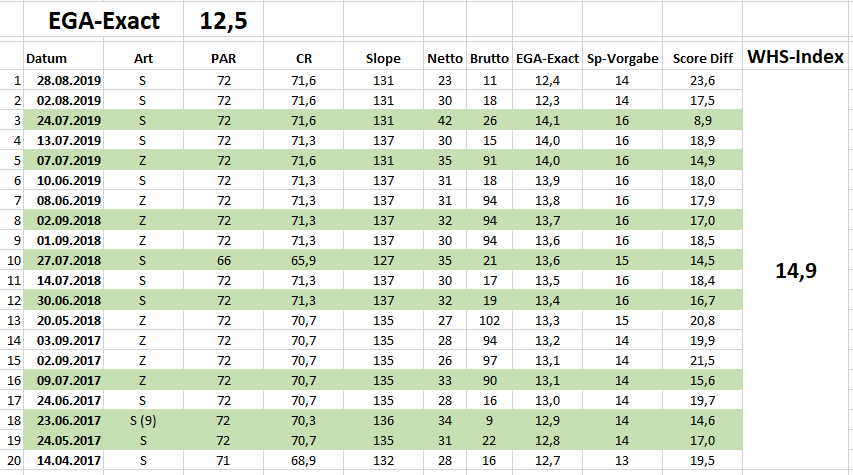 EGA-Exact 12,5
Datum Art PAR CR Slope Netto Brutto EGA-Exact Sp-Vorgabe Score Diff WHS-Index
1 28.08.2019 S 72 71,6 131 23 11 12,4 14 23,6
2 02.08.2019 S 72 71,6 131 30 18 12,3 14 17,5
3 24.07.2019 S 72 71,6 131 42 26 14,1 16 8,9
4 13.07.2019 S 72 71,3 137 30 15 14,0 16 18,9
5 07.07.2019 Z 72 71,6 131 35 91 14,0 16 14,9
6 10.06.2019 S 72 71,3 137 31 18 13,9 16 18,0
7 08.06.2019 Z 72 71,3 137 31 94 13,8 16 17,9
8 02.09.2018 Z 72 71,3 137 32 94 13,7 16 17,0
9 01.09.2018 Z 72 71,3 137 30 94 13,6 16 18,5
10 27.07.2018 S 66 65,9 127 35 21 13,6 15 14,5
11 14.07.2018 S 72 71,3 137 30 17 13,5 16 18,4
14,9
12 30.06.2018 S 72 71,3 137 32 19 13,4 16 16,7
13 20.05.2018 Z 72 70,7 135 27 102 13,3 15 20,8
14 03.09.2017 Z 72 70,7 135 28 94 13,2 14 19,9
15 02.09.2017 Z 72 70,7 135 26 97 13,1 14 21,5
16 09.07.2017 Z 72 70,7 135 33 90 13,1 14 15,6
17 24.06.2017 S 72 70,7 135 28 16 13,0 14 19,7
18 23.06.2017 S (9) 72 70,3 136 34 9 12,9 14 14,6
19 24.05.2017 S 72 70,7 135 31 22 12,8 14 17,0
20 14.04.2017 S 71 68,9 132 28 16 12,7 13 19,5